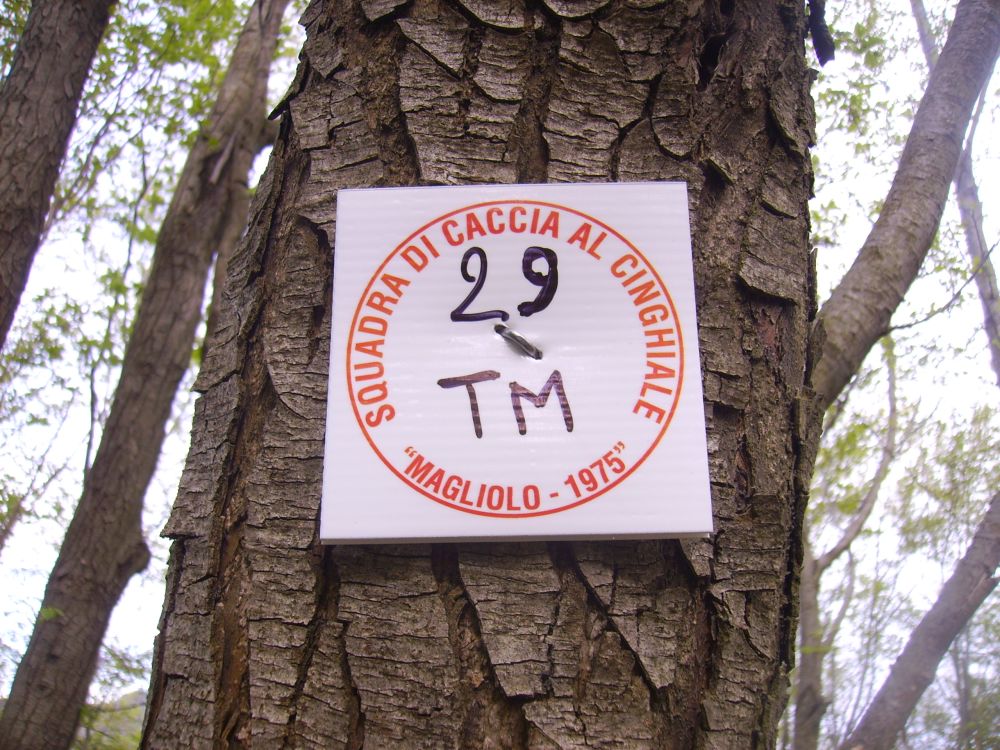 SQUADRA DI CACCIA AL CINGHIALE
29
TM
"MAGLIOLO - 1975"